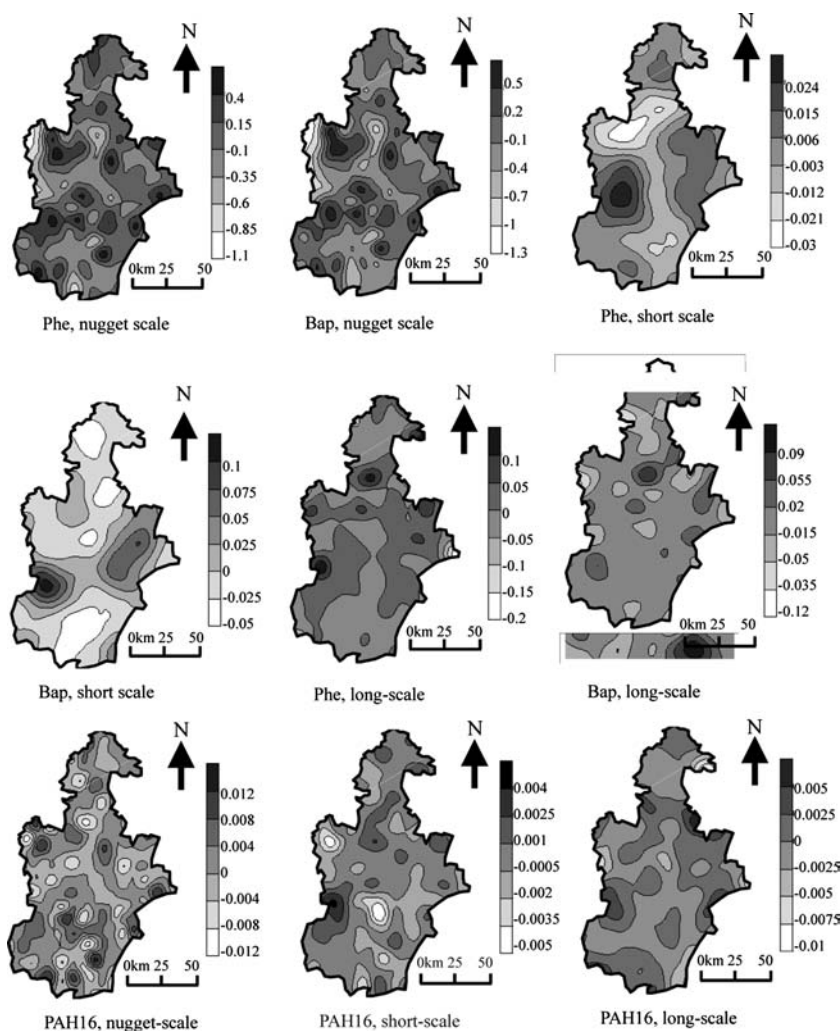 N
0.4
0.15
-0.1
-0.35
-0.6
-0.85
-1.1
0km 25 50
Phe, nugget scale
N
0.5
0.2
-0.1
-0.4
-0.7
-1
-1.3
0km 25 50
Bap, nugget scale
N
0.024
0.015
0.006
-0.003
-0.012
-0.021
-0.03
0km 25 50
Phe, short scale
N
0.1
0.075
0.05
0.025
0
-0.025
-0.05
0km 25 50
Bap, short scale
N
0.1
0.05
0
-0.05
-0.1
-0.15
-0.2
0km 25 50
Phe, long-scale
N
0.09
0.055
0.02
-0.015
-0.05
-0.035
-0.12
0km 25 50
Bap, long-scale
N
0.012
0.008
0.004
0
-0.004
-0.008
-0.012
0km 25 50
PAH16, nugget-scale
N
0.004
0.0025
0.001
-0.0005
-0.002
-0.0035
-0.005
0km 25 50
PAH16, short-scale
N
0.005
0.0025
0
-0.0025
-0.005
-0.0075
-0.01
0km 25 50
PAH16, long-scale